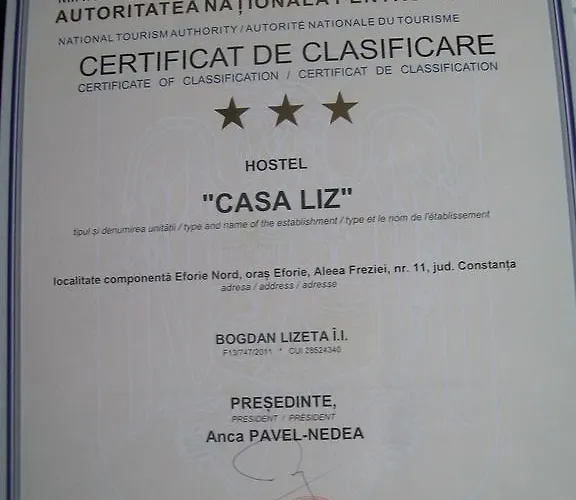 AUTORITATEA NAȚIONALĂ
NATIONAL TOURISM AUTHORITY / AUTORITÉ NATIONALE DU TOURISME
CERTIFICAT DE CLASIFICARE
CERTIFICATE OF CLASSIFICATION / CERTIFICAT DE CLASSIFICATION
HOSTEL
"CASA LIZ"
tipul și denumirea unității / type and name of the establishment / type et le nom de l'établissement
localitate componentă Eforie Nord, oraș Eforie, Aleea Freziei, nr. 11, jud. Constanța
adresa / address / adresse
BOGDAN LIZETA Î.I.
F13/747/2011 * CUI 28524340
PREȘEDINTE,
PRESIDENT / PRÉSIDENT
Anca PAVEL-NEDEA